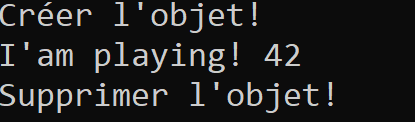 Créer l'objet!
I'am playing! 42
Supprimer l'objet!